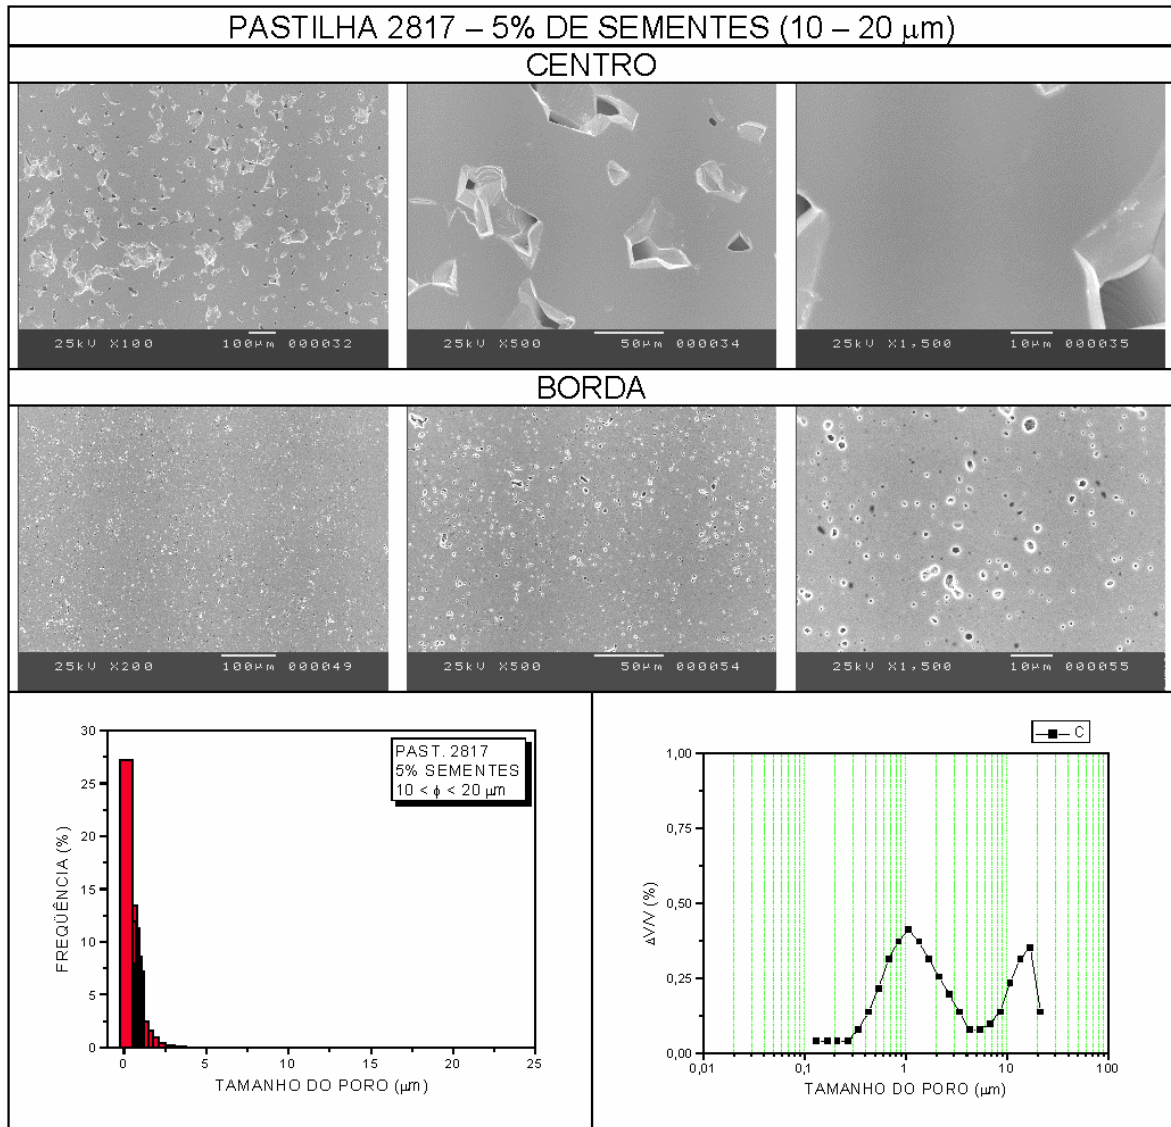 PASTILHA 2817 – 5% DE SEMENTES (10 – 20 μm)
CENTRO
25kV X100 100μm 000032
25kV X500 50μm 000034
25kV X1,500 10μm 000035
BORDA
25kV X200 100μm 000049
25kV X500 50μm 000054
25kV X1,500 10μm 000055
PAST. 2817
5% SEMENTES
10 < ϕ < 20 μm
FREQÜÊNCIA (%)
30
25
20
15
10
5
0
0 5 10 15 20 25
TAMANHO DO PORO (μm)
C
ΔV/V (%)
1,00
0,75
0,50
0,25
0,00
0,01 0,1 1 10 100
TAMANHO DO PORO (μm)